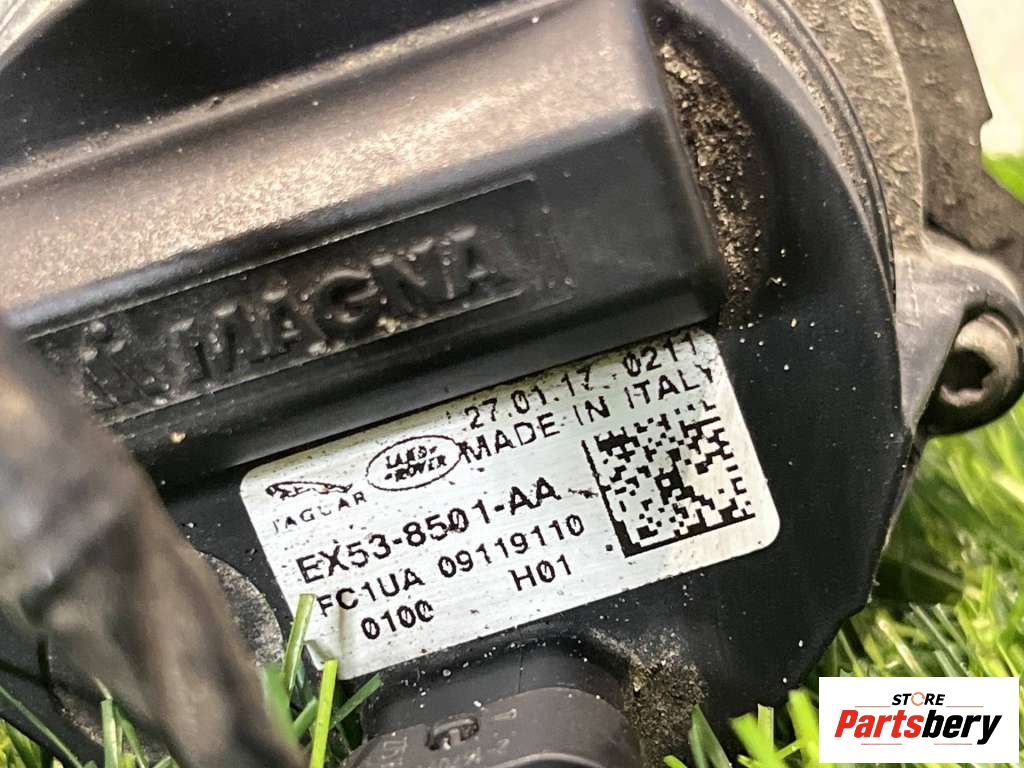 MAGNA
27.01.17 0211
MADE IN ITALY
LAND-
ROVER
JAGUAR
EX53-8501-AA
FC1UA 09119110
0100 H01
STORE
Partsbery